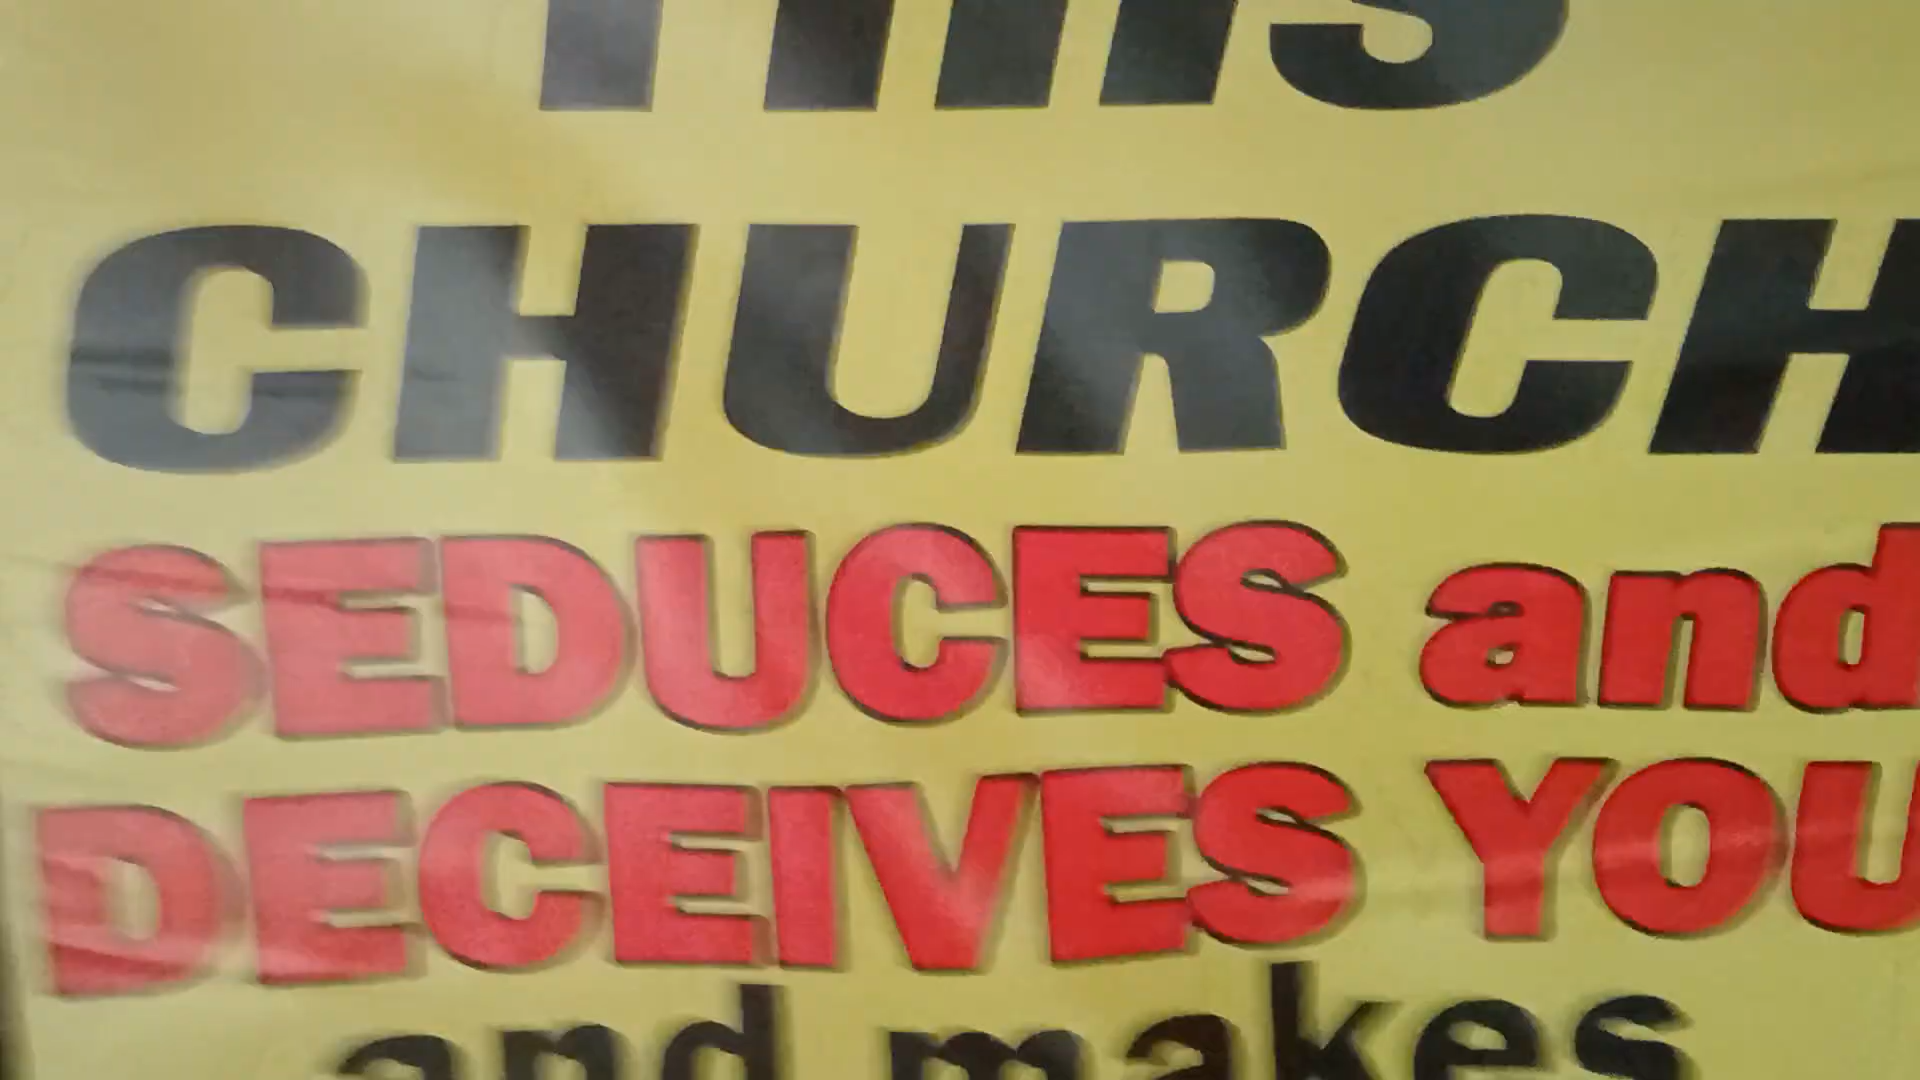 THIS
CHURCH
SEDUCES and
DECEIVES YOU
and makes